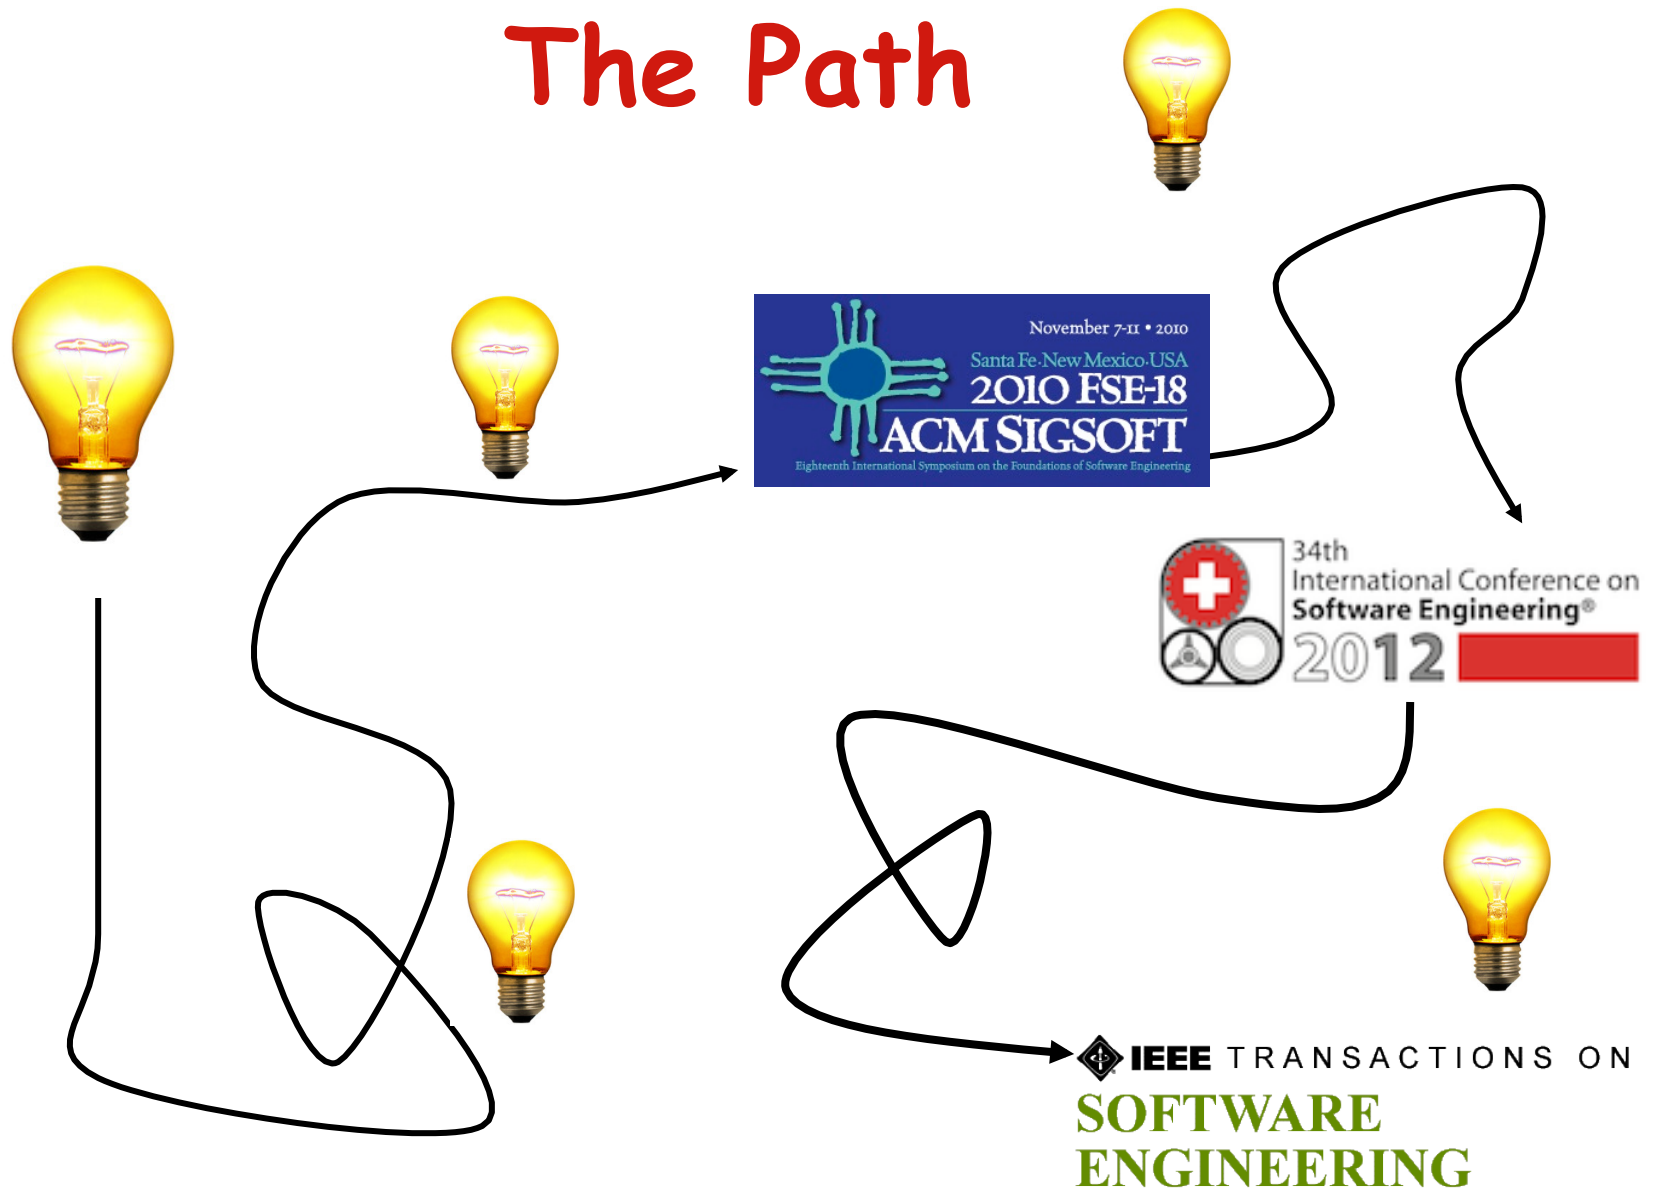 The Path
November 7-11 • 2010
Santa Fe·New Mexico·USA
2010 FSE-18
ACM SIGSOFT
Eighteenth International Symposium on the Foundations of Software Engineering
34th
International Conference on
Software Engineering®
2012
IEEE TRANSACTIONS ON
SOFTWARE
ENGINEERING